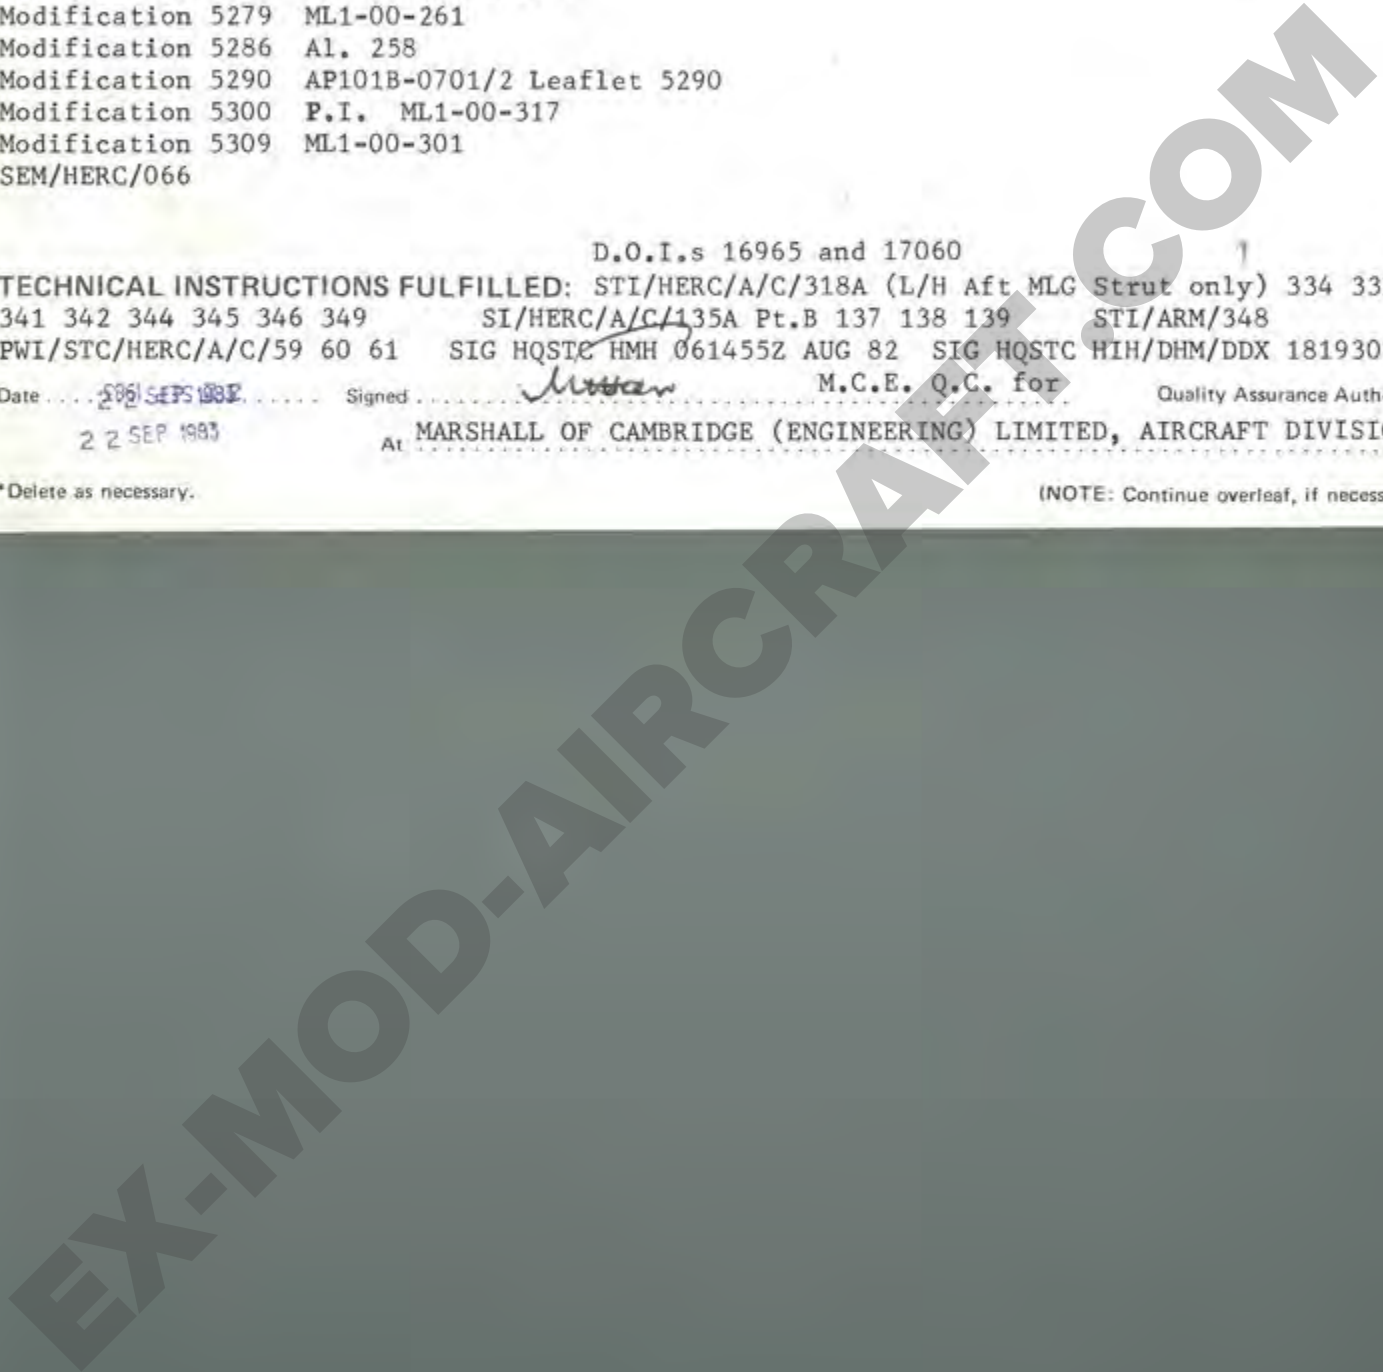 Modification 5279 ML1-00-261
Modification 5286 Al. 258
Modification 5290 AP101B-0701/2 Leaflet 5290
Modification 5300 P.I. ML1-00-317
Modification 5309 ML1-00-301
SEM/HERC/066
D.O.I.s 16965 and 17060
TECHNICAL INSTRUCTIONS FULFILLED: STI/HERC/A/C/318A (L/H Aft MLG Strut only) 334 33
341 342 344 345 346 349 SI/HERC/A/C/135A Pt.B 137 138 139 STI/ARM/348
PWI/STC/HERC/A/C/59 60 61 SIG HQSTC HMH 061455Z AUG 82 SIG HQSTC HIH/DHM/DDX 181930
Date Signed M.C.E. Q.C. for Quality Assurance Auth
22 SEP 1983
At MARSHALL OF CAMBRIDGE (ENGINEERING) LIMITED, AIRCRAFT DIVISI
*Delete as necessary. (NOTE: Continue overleaf, if necess
EX-MOD-AIRCRAFT.COM